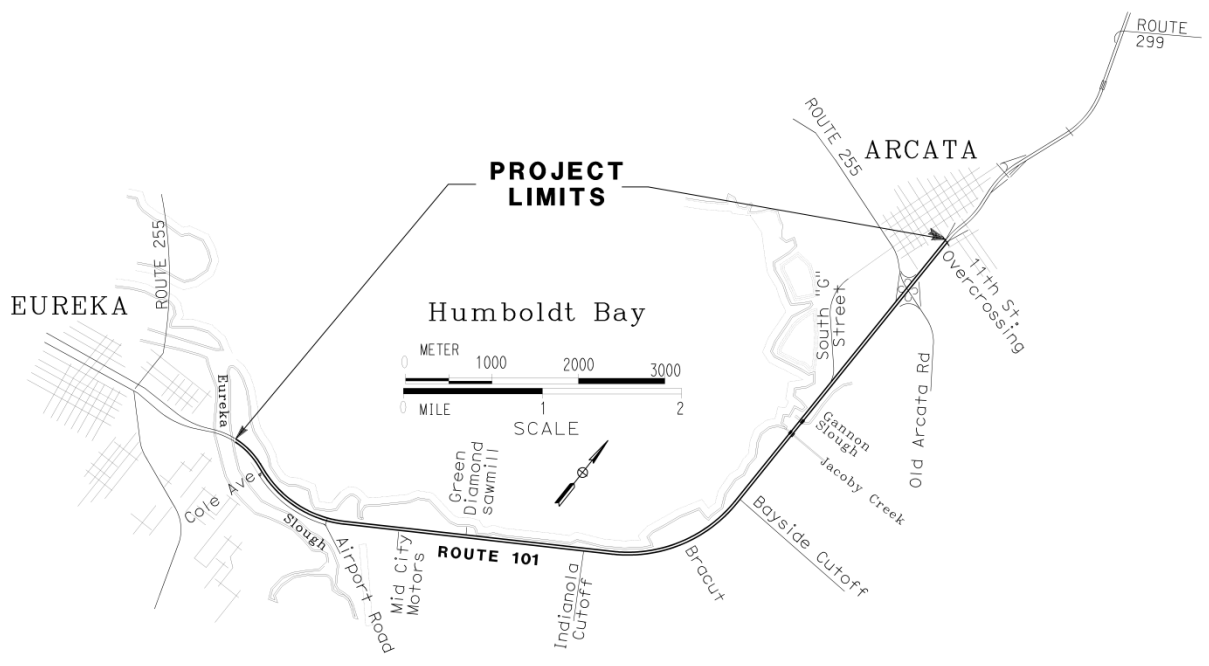 ROUTE
299
ROUTE 255
ARCATA
PROJECT
LIMITS
ROUTE 255
EUREKA
11th St.
Overcrossing
Humboldt Bay
South "G"
Street
METER
0 1000 2000 3000
0 1 2
MILE
SCALE
Old Arcata Rd
Eureka
Slough
Gannon
Slough
Jacoby Creek
Cole Ave
Green
Diamond
sawmill
Bayside Cutoff
Airport Road
Mid City
Motors
ROUTE 101
Indianola
Cutoff
Bracut